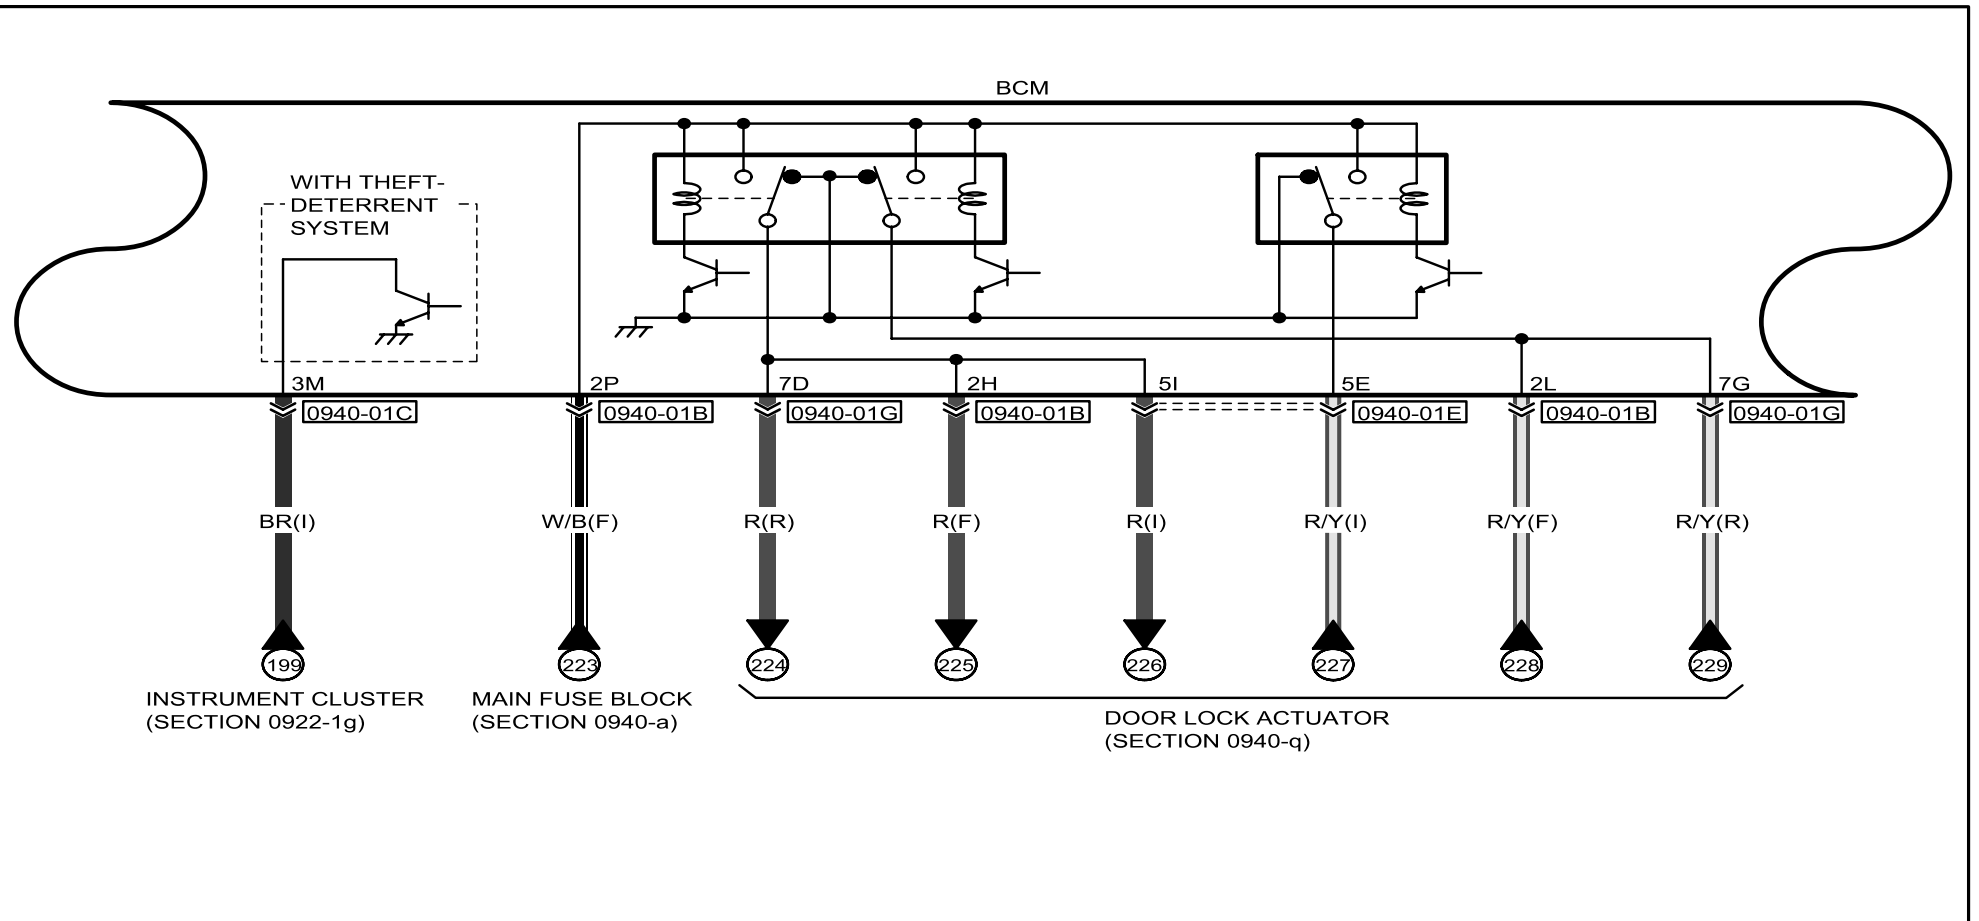 BCM
WITH THEFT-
DETERRENT
SYSTEM
3M 2P 7D 2H 5I 5E 2L 7G
0940-01C 0940-01B 0940-01G 0940-01B 0940-01E 0940-01B 0940-01G
BR(I) W/B(F) R(R) R(F) R(I) R/Y(I) R/Y(F) R/Y(R)
199 223 224 225 226 227 228 229
INSTRUMENT CLUSTER
(SECTION 0922-1g)
MAIN FUSE BLOCK
(SECTION 0940-a)
DOOR LOCK ACTUATOR
(SECTION 0940-q)